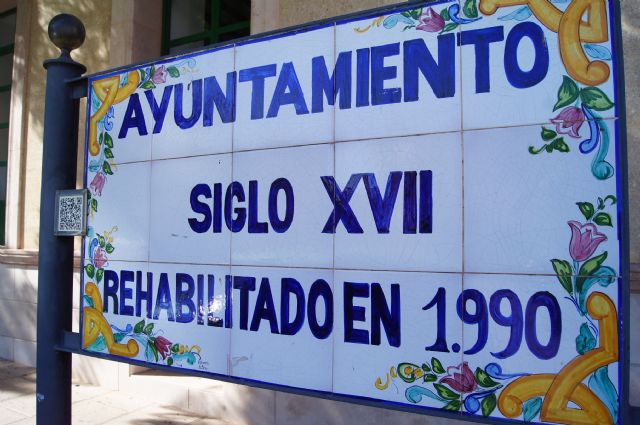 AYUNTAMIENTO
SIGLO XVII
REHABILITADO EN 1.990